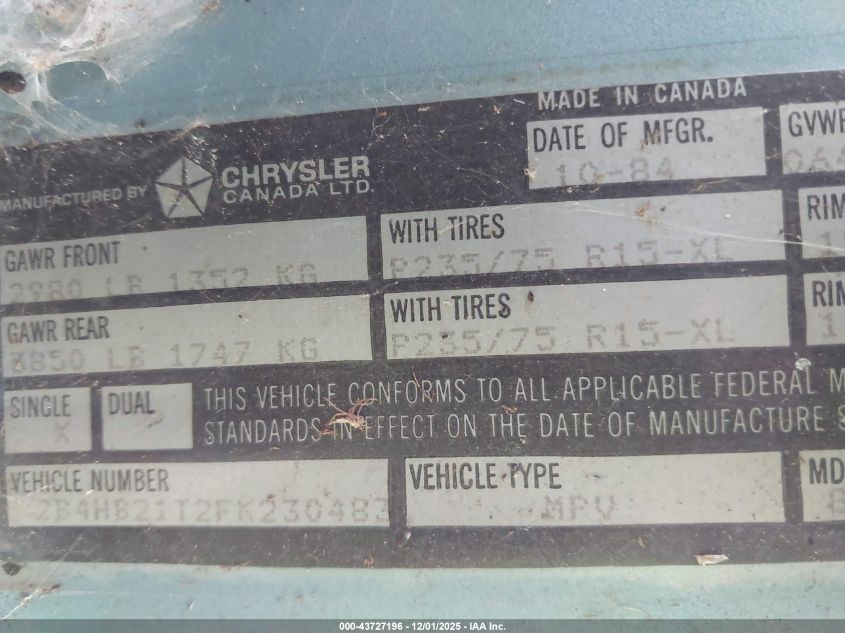 MADE IN CANADA
MANUFACTURED BY CHRYSLER
CANADA LTD.
DATE OF MFGR.
10-84
GVWR
GAWR FRONT
2980 LB 1352 KG
WITH TIRES
P235/75 R15-XL
RIM
1
GAWR REAR
3850 LB 1747 KG
WITH TIRES
P235/75 R15-XL
RIM
1
SINGLE
X
DUAL
THIS VEHICLE CONFORMS TO ALL APPLICABLE FEDERAL M
STANDARDS IN EFFECT ON THE DATE OF MANUFACTURE S
VEHICLE NUMBER
2B4HB21T2FK230483
VEHICLE TYPE
MPV
MD
000-43727196 • 12/01/2025 • IAA Inc.